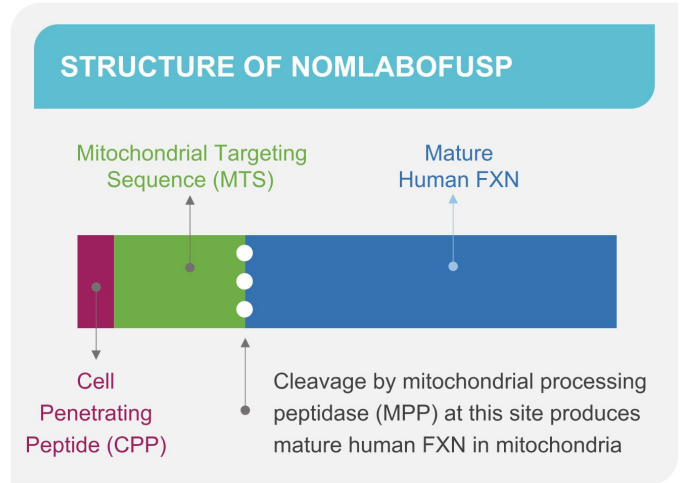 STRUCTURE OF NOMLABOFUSP
Mitochondrial Targeting
Sequence (MTS)
Mature
Human FXN
Cell
Penetrating
Peptide (CPP)
Cleavage by mitochondrial processing
peptidase (MPP) at this site produces
mature human FXN in mitochondria